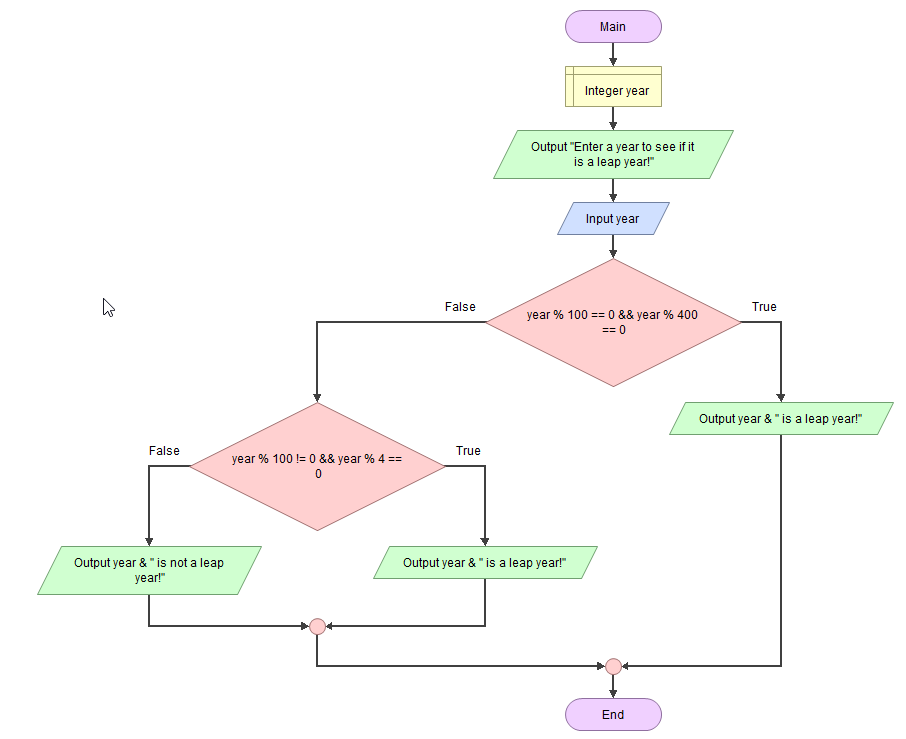 Main
Integer year
Output "Enter a year to see if it
is a leap year!"
Input year
False
True
year % 100 == 0 && year % 400
== 0
Output year & " is a leap year!"
False
True
year % 100 != 0 && year % 4 ==
0
Output year & " is not a leap
year!"
Output year & " is a leap year!"
End